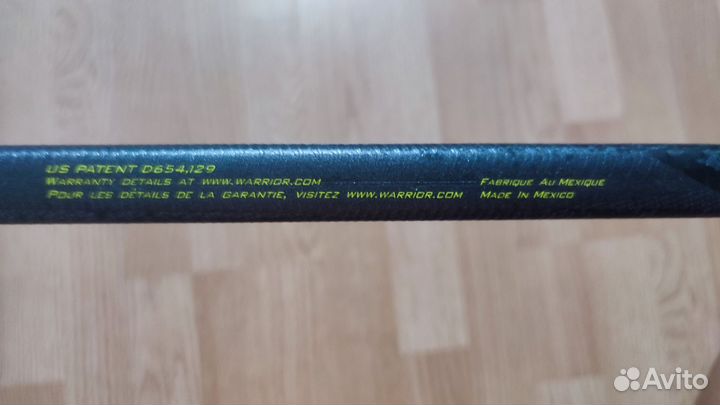 US PATENT D654,129
WARRANTY DETAILS AT WWW.WARRIOR.COM
POUR LES DÉTAILS DE LA GARANTIE, VISITEZ WWW.WARRIOR.COM
FABRIQUE AU MEXIQUE
MADE IN MEXICO
Avito